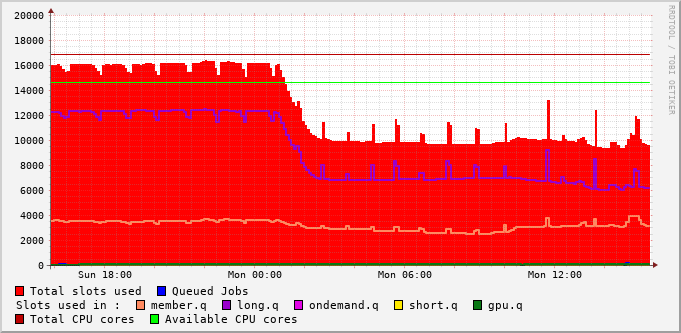 RRDTOOL / TOBI OETIKER
20000
18000
16000
14000
12000
10000
8000
6000
4000
2000
0
Sun 18:00 Mon 00:00 Mon 06:00 Mon 12:00
Total slots used Queued Jobs
Slots used in : member.q long.q ondemand.q short.q gpu.q
Total CPU cores Available CPU cores